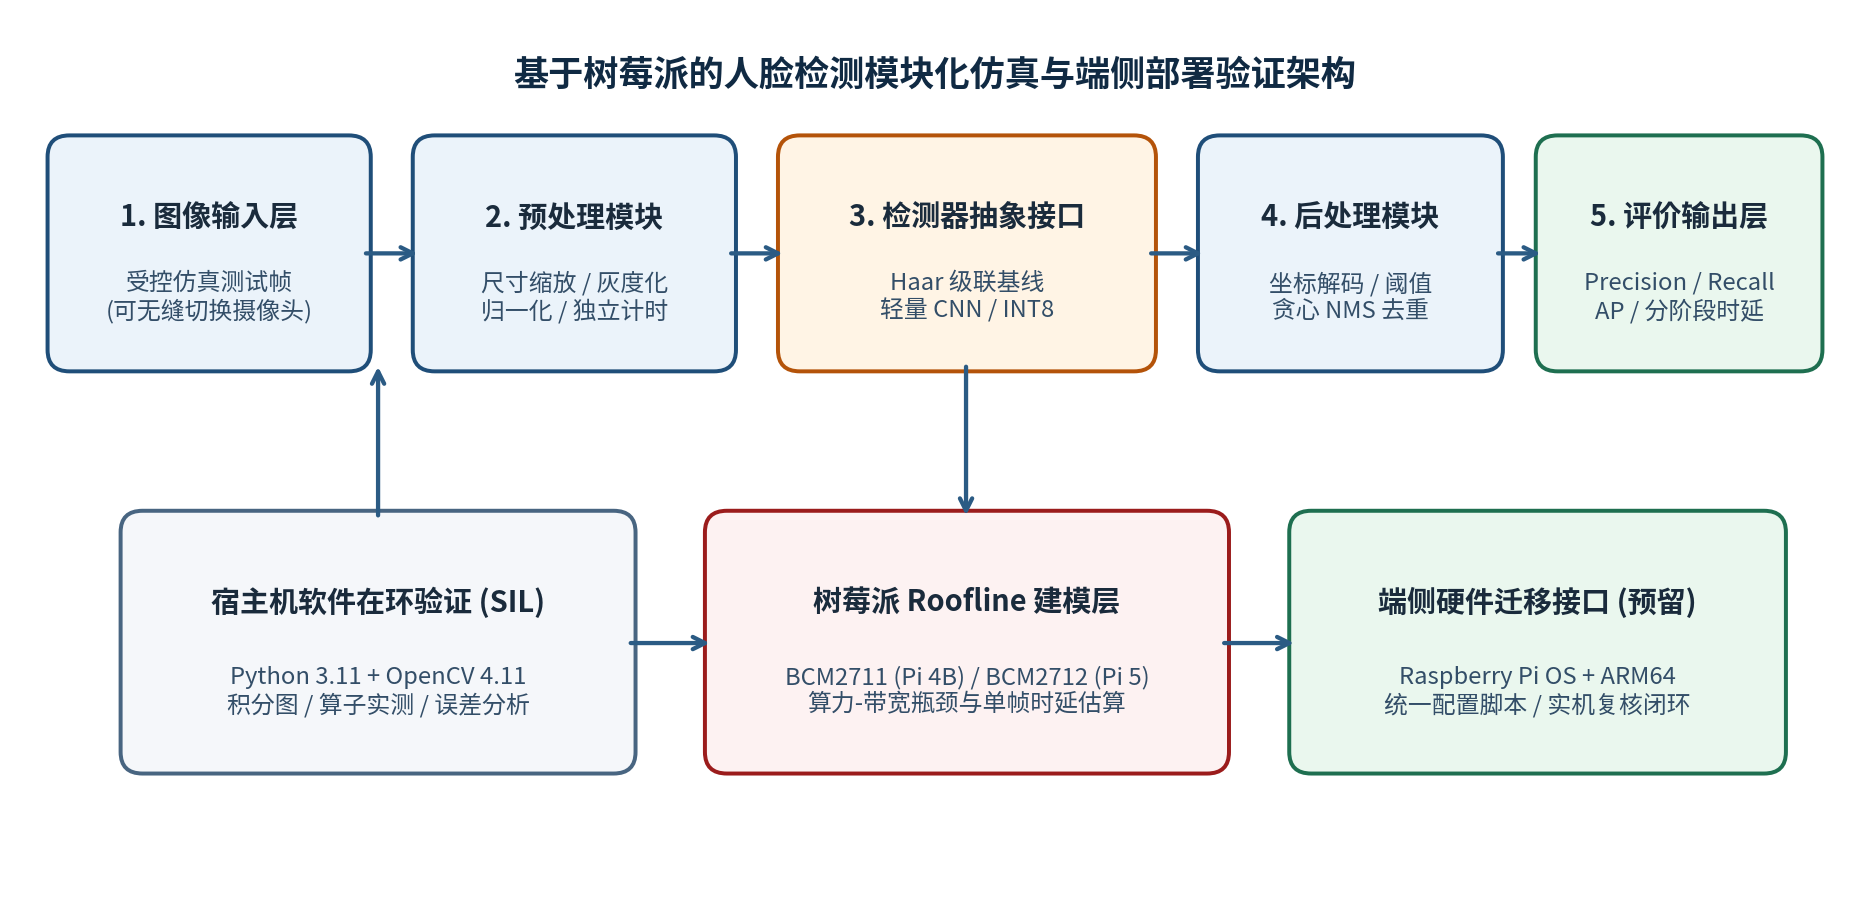 基于树莓派的人脸检测模块化仿真与端侧部署验证架构
1. 图像输入层
受控仿真测试帧
(可无缝切换摄像头)
2. 预处理模块
尺寸缩放 / 灰度化
归一化 / 独立计时
3. 检测器抽象接口
Haar 级联基线
轻量 CNN / INT8
4. 后处理模块
坐标解码 / 阈值
贪心 NMS 去重
5. 评价输出层
Precision / Recall
AP / 分阶段时延
宿主机软件在环验证 (SIL)
Python 3.11 + OpenCV 4.11
积分图 / 算子实测 / 误差分析
树莓派 Roofline 建模层
BCM2711 (Pi 4B) / BCM2712 (Pi 5)
算力-带宽瓶颈与单帧时延估算
端侧硬件迁移接口 (预留)
Raspberry Pi OS + ARM64
统一配置脚本 / 实机复核闭环